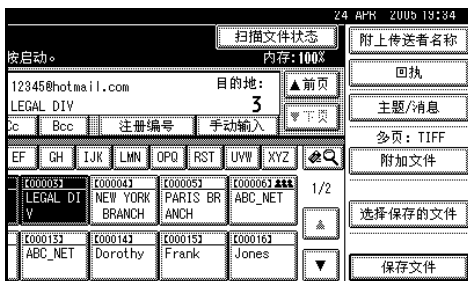 24 APR 2005 19:34
扫描文件状态
附上传送者名称
按启动。
内存:100%
12345@hotmail.com
目的地:
▲前页
回执
LEGAL DIV
3
▼下页
主题/消息
Cc Bcc 注册编号 手动输入
多页: TIFF
EF GH IJK LMN OPQ RST UVW XYZ
附加文件
[00003] [00004] [00005] [00006]
LEGAL DI NEW YORK PARIS BR ABC_NET
V BRANCH ANCH
1/2
选择保存的文件
[00013] [00014] [00015] [00016]
ABC_NET Dorothy Frank Jones
▲
▼
保存文件